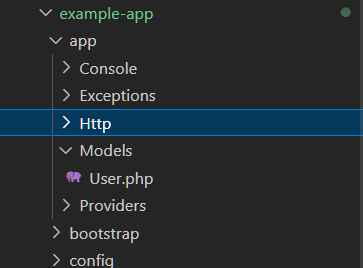 example-app
app
Console
Exceptions
Http
Models
User.php
Providers
bootstrap
config